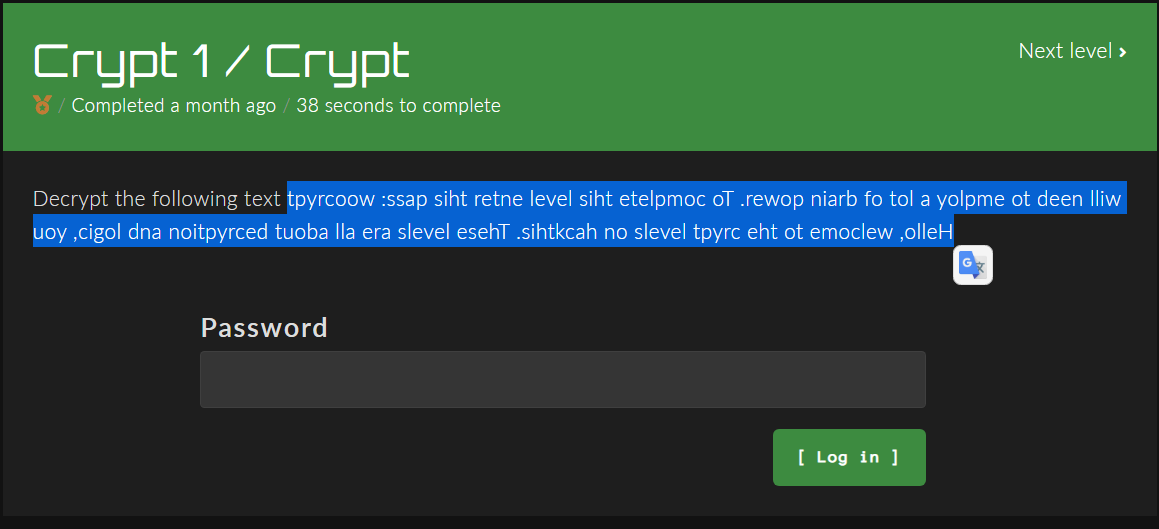 Crypt 1 / Crypt
Next level ›
/ Completed a month ago / 38 seconds to complete
Decrypt the following text tpyrcoow :ssap siht retne level siht etelpmoc oT .rewop niarb fo tol a yolpme ot deen lliw
uoy ,cigol dna noitpyrced tuoba lla era slevel esehT .sihtkcah no slevel tpyrc eht ot emoclew ,olleH
G
Password
[ Log in ]